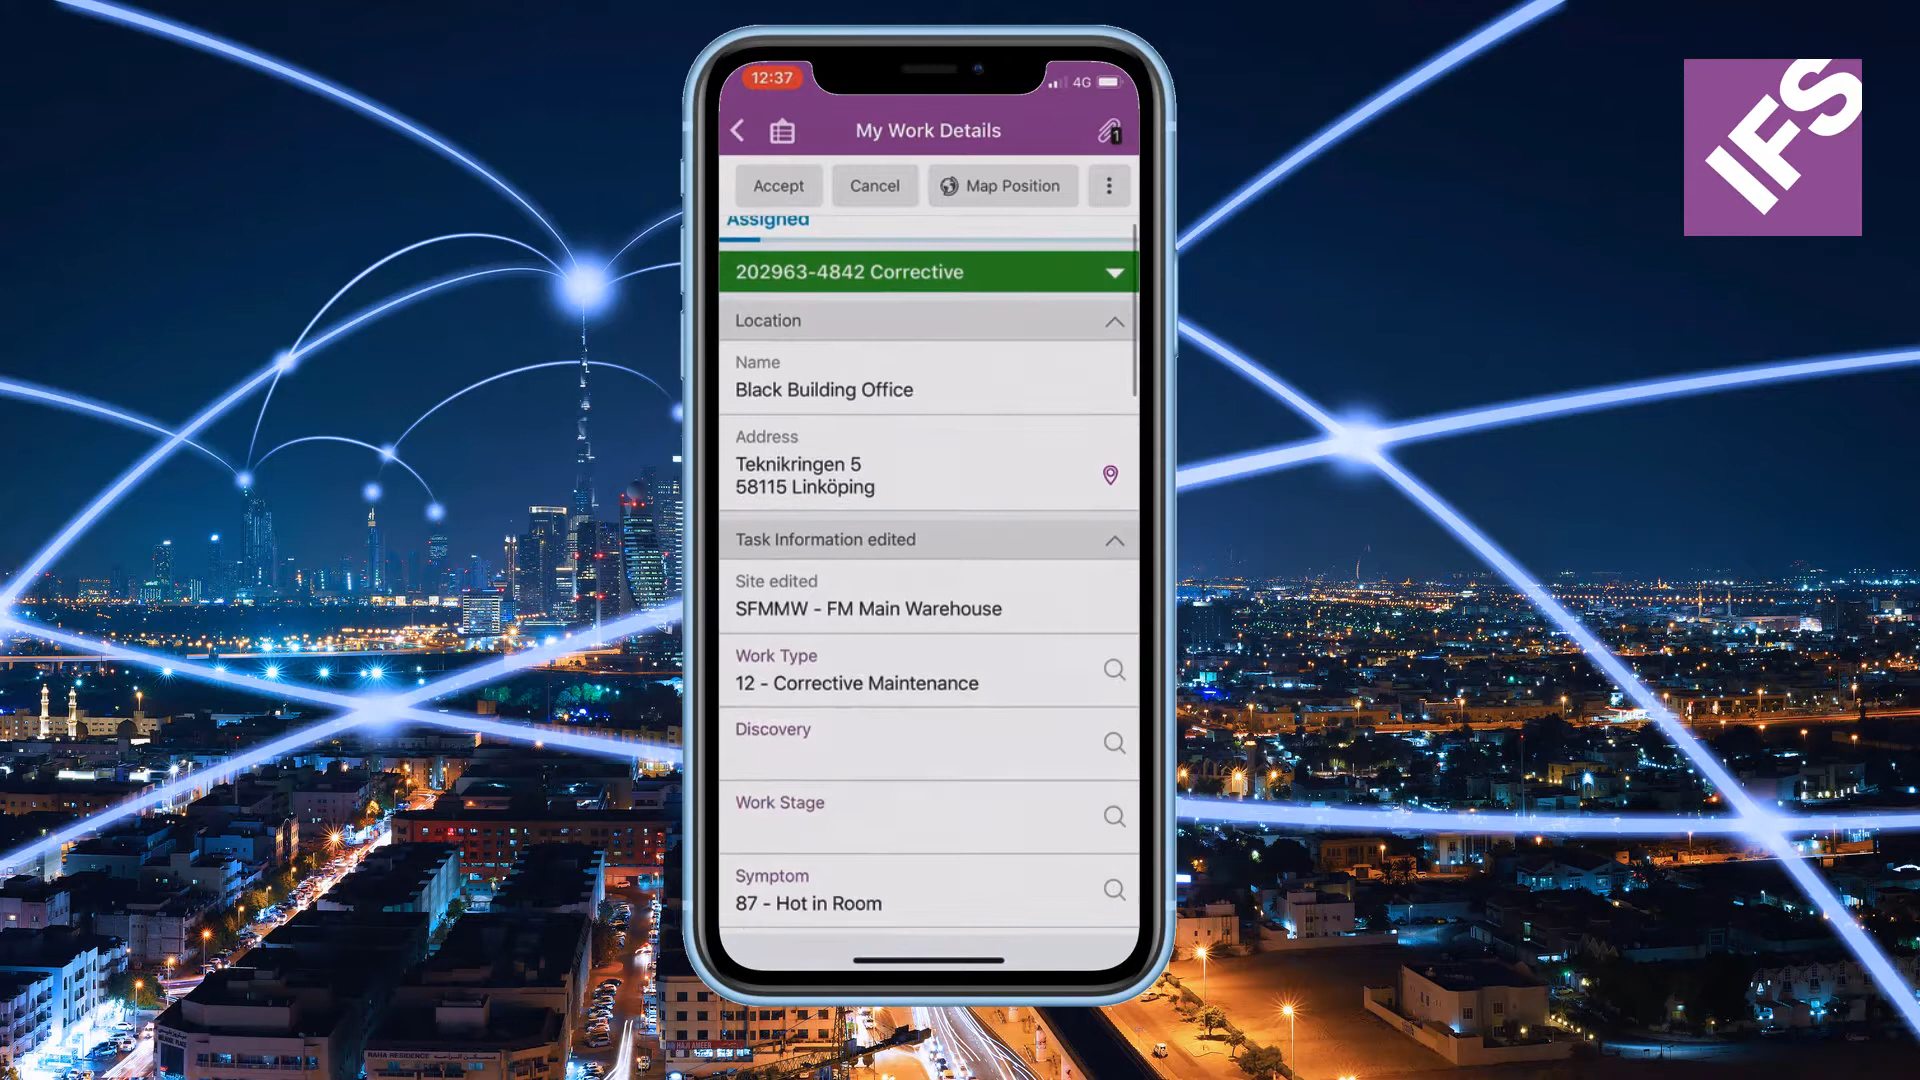 12:37
4G
My Work Details
1
Accept
Cancel
Map Position
Assigned
202963-4842 Corrective
Location
Name
Black Building Office
Address
Teknikringen 5
58115 Linköping
Task Information edited
Site edited
SFMMW - FM Main Warehouse
Work Type
12 - Corrective Maintenance
Discovery
Work Stage
Symptom
87 - Hot in Room
IFS
RAHA RESIDENCE